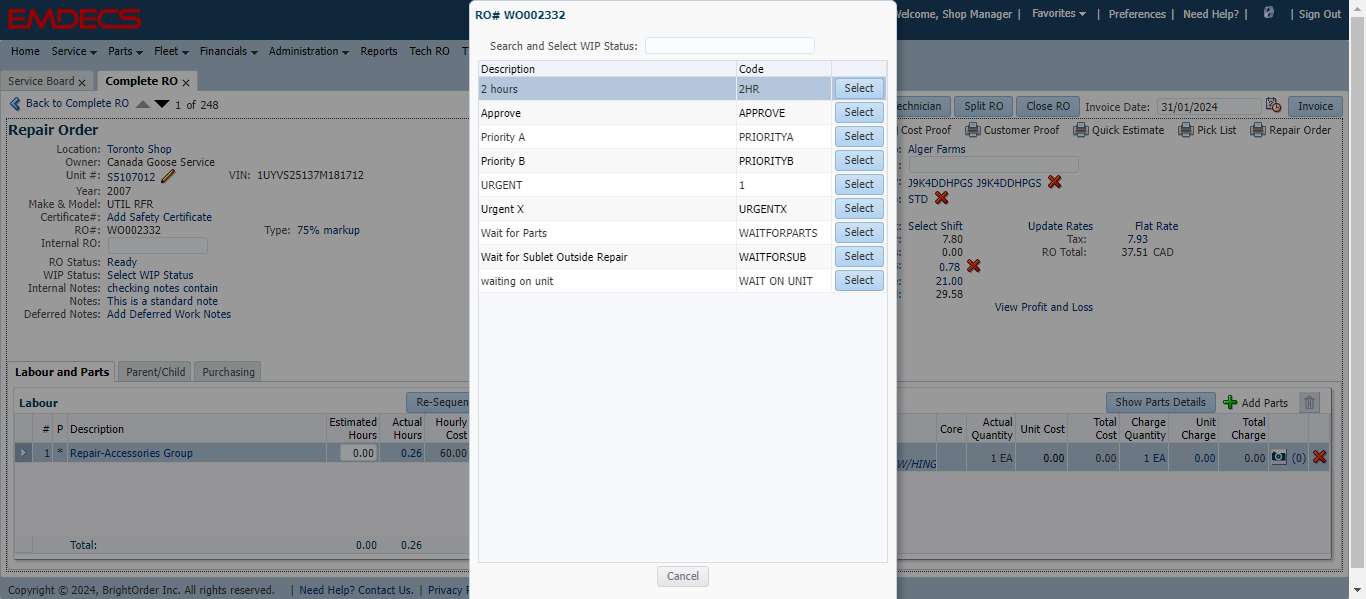 EMDECS
Welcome, Shop Manager | Favorites | Preferences | Need Help? | | Sign Out
Home Service Parts Fleet Financials Administration Reports Tech RO
Service Board x Complete RO x
Back to Complete RO 1 of 248
Split RO Close RO Invoice Date: 31/01/2024 Invoice
Cost Proof Customer Proof Quick Estimate Pick List Repair Order
Repair Order
Location: Toronto Shop
Owner: Canada Goose Service
Unit #: S5107012 VIN: 1UYVS25137M181712
Year: 2007
Make & Model: UTIL RFR
Certificate#: Add Safety Certificate
RO#: WO002332 Type: 75% markup
Internal RO:
RO Status: Ready
WIP Status: Select WIP Status
Internal Notes: checking notes contain
Notes: This is a standard note
Deferred Notes: Add Deferred Work Notes
Alger Farms
J9K4DDHPGS J9K4DDHPGS
STD
Select Shift Update Rates Flat Rate
7.80 Tax: 7.93
0.00 RO Total: 37.51 CAD
0.78
21.00
29.58
View Profit and Loss
RO# WO002332
Search and Select WIP Status:
Description Code
2 hours 2HR Select
Approve APPROVE Select
Priority A PRIORITYA Select
Priority B PRIORITYB Select
URGENT 1 Select
Urgent X URGENTX Select
Wait for Parts WAITFORPARTS Select
Wait for Sublet Outside Repair WAITFORSUB Select
waiting on unit WAIT ON UNIT Select
Cancel
Labour and Parts Parent/Child Purchasing
Labour Re-Sequen Show Parts Details Add Parts
# P Description Estimated Hours Actual Hours Hourly Cost Core Actual Quantity Unit Cost Total Cost Charge Quantity Unit Charge Total Charge
1 * Repair-Accessories Group 0.00 0.26 60.00 W/HING 1 EA 0.00 0.00 1 EA 0.00 0.00 (0)
Total: 0.00 0.26
Copyright © 2024, BrightOrder Inc. All rights reserved. | Need Help? Contact Us. | Privacy